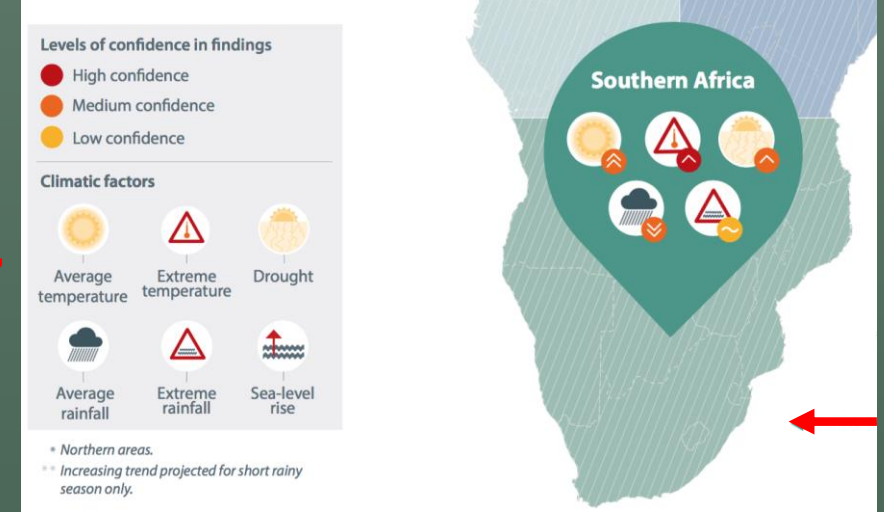 Levels of confidence in findings
High confidence
Medium confidence
Low confidence
Climatic factors
Average
temperature
Extreme
temperature
Drought
Average
rainfall
Extreme
rainfall
Sea-level
rise
* Northern areas.
** Increasing trend projected for short rainy
season only.
Southern Africa